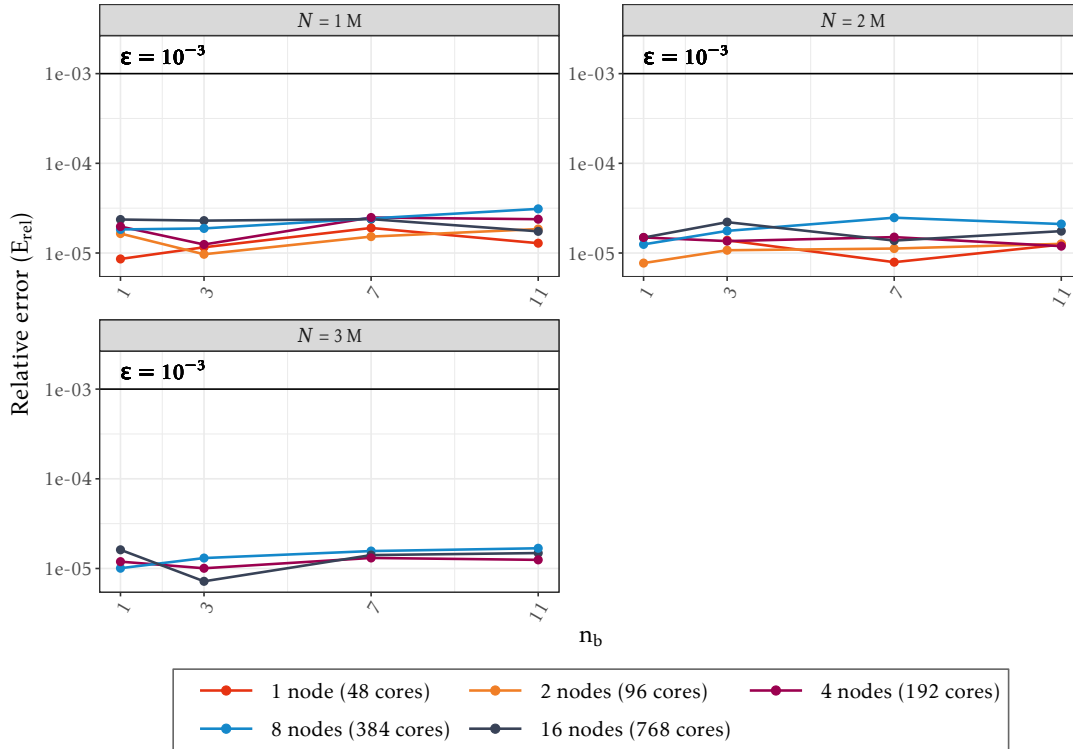 N = 1 M
N = 2 M
ε = 10⁻³
ε = 10⁻³
1e-03
1e-04
1e-05
1e-03
1e-04
1e-05
1
3
7
11
1
3
7
11
N = 3 M
ε = 10⁻³
1e-03
1e-04
1e-05
1
3
7
11
Relative error (E_rel)
n_b
1 node (48 cores)
2 nodes (96 cores)
4 nodes (192 cores)
8 nodes (384 cores)
16 nodes (768 cores)